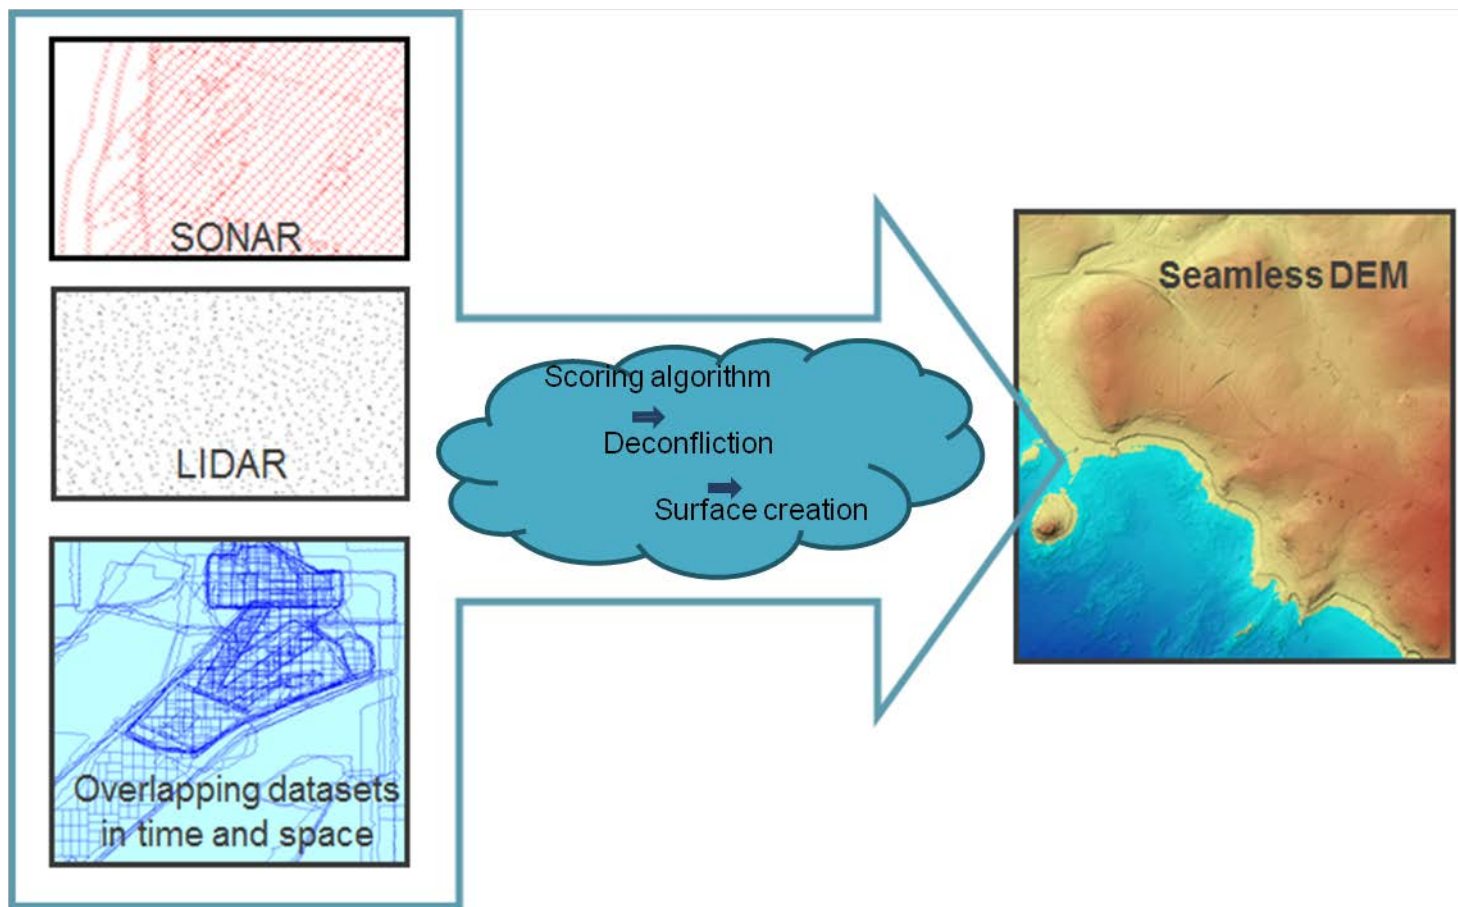 SONAR
LIDAR
Overlapping datasets
in time and space
Scoring algorithm
Deconfliction
Surface creation
Seamless DEM